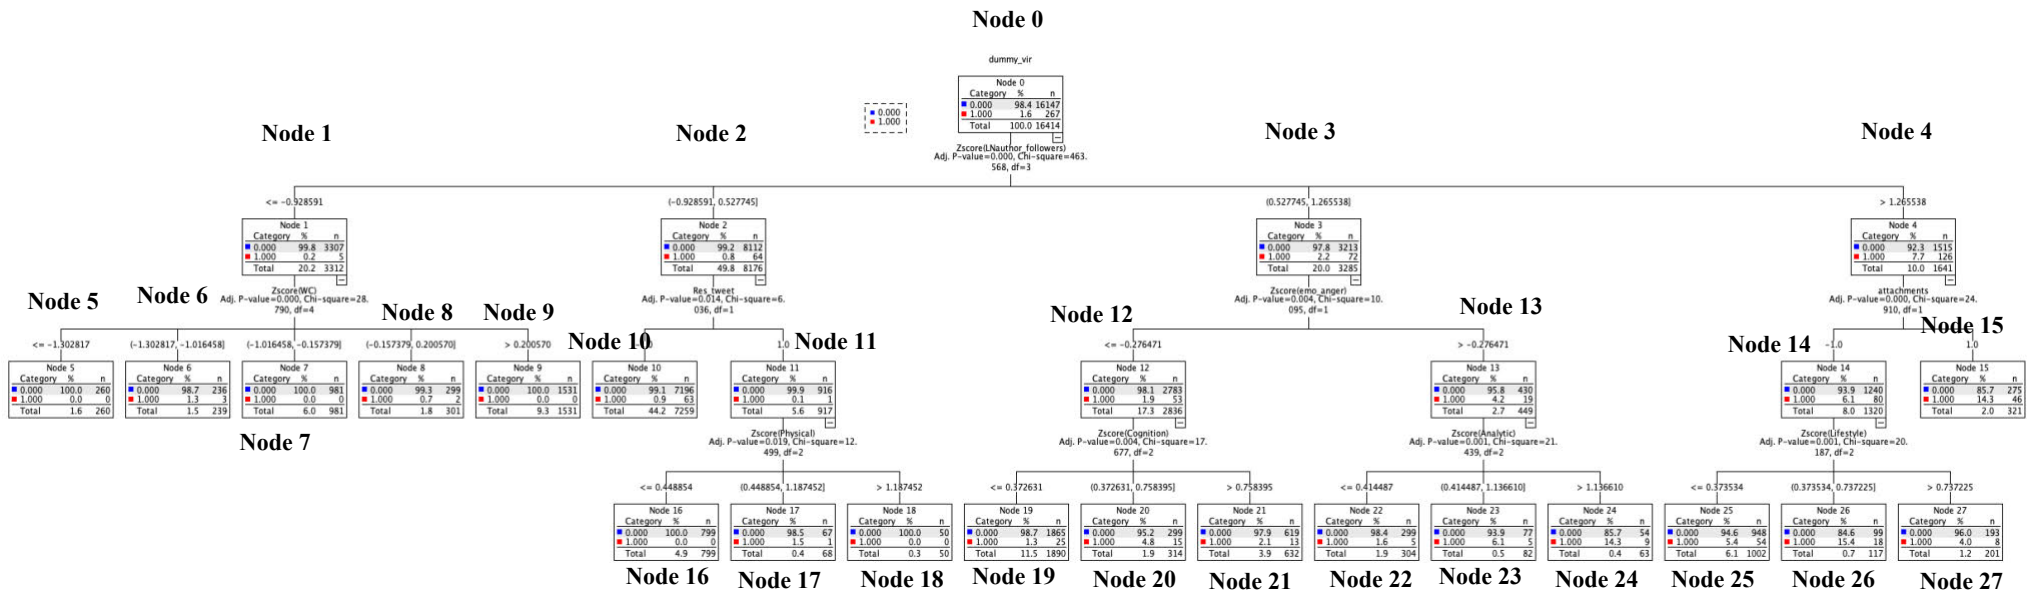 Node 0
dummy_vir
Node 0
Category % n
0.000 98.4 16147
1.000 1.6 267
Total 100.0 16414
0.000
1.000
Zscore(LNauthor_followers)
Adj. P-value=0.000, Chi-square=463.
568, df=3
Node 1
Node 2
Node 3
Node 4
<= -0.928591
(-0.928591, 0.527745]
(0.527745, 1.265538]
> 1.265538
Node 1
Category % n
0.000 99.8 3307
1.000 0.2 5
Total 20.2 3312
Zscore(WC)
Adj. P-value=0.000, Chi-square=28.
790, df=4
Node 2
Category % n
0.000 99.2 8112
1.000 0.8 64
Total 49.8 8176
Res_tweet
Adj. P-value=0.014, Chi-square=6.
036, df=1
Node 3
Category % n
0.000 97.8 3213
1.000 2.2 72
Total 20.0 3285
Zscore(emo_anger)
Adj. P-value=0.004, Chi-square=10.
095, df=1
Node 4
Category % n
0.000 92.3 1515
1.000 7.7 126
Total 10.0 1641
attachments
Adj. P-value=0.000, Chi-square=24.
910, df=1
Node 5
Node 6
Node 8
Node 9
Node 10
Node 11
Node 12
Node 13
Node 14
Node 15
<= -1.302817
(-1.302817, -1.016458]
(-1.016458, -0.157379]
(-0.157379, 0.200570]
> 0.200570
1.0
<= -0.276471
> -0.276471
-1.0
1.0
Node 5
Category % n
0.000 100.0 260
1.000 0.0 0
Total 1.6 260
Node 6
Category % n
0.000 98.7 236
1.000 1.3 3
Total 1.5 239
Node 7
Category % n
0.000 100.0 981
1.000 0.0 0
Total 6.0 981
Node 7
Node 8
Category % n
0.000 99.3 299
1.000 0.7 2
Total 1.8 301
Node 9
Category % n
0.000 100.0 1531
1.000 0.0 0
Total 9.3 1531
Node 10
Category % n
0.000 99.1 7196
1.000 0.9 63
Total 44.2 7259
Node 11
Category % n
0.000 99.9 916
1.000 0.1 1
Total 5.6 917
Zscore(Physical)
Adj. P-value=0.019, Chi-square=12.
499, df=2
Node 12
Category % n
0.000 98.1 2783
1.000 1.9 53
Total 17.3 2836
Zscore(Cognition)
Adj. P-value=0.004, Chi-square=17.
677, df=2
Node 13
Category % n
0.000 95.8 430
1.000 4.2 19
Total 2.7 449
Zscore(Analytic)
Adj. P-value=0.001, Chi-square=21.
439, df=2
Node 14
Category % n
0.000 93.9 1240
1.000 6.1 80
Total 8.0 1320
Zscore(Lifestyle)
Adj. P-value=0.001, Chi-square=20.
187, df=2
Node 15
Category % n
0.000 85.7 275
1.000 14.3 46
Total 2.0 321
<= 0.448854
(0.448854, 1.187452]
> 1.187452
<= 0.372631
(0.372631, 0.758395]
> 0.758395
<= 0.414487
(0.414487, 1.136610]
> 1.136610
<= 0.373534
(0.373534, 0.737225]
> 0.737225
Node 16
Category % n
0.000 100.0 799
1.000 0.0 0
Total 4.9 799
Node 17
Category % n
0.000 98.5 67
1.000 1.5 1
Total 0.4 68
Node 18
Category % n
0.000 100.0 50
1.000 0.0 0
Total 0.3 50
Node 19
Category % n
0.000 98.7 1865
1.000 1.3 25
Total 11.5 1890
Node 20
Category % n
0.000 95.2 299
1.000 4.8 15
Total 1.9 314
Node 21
Category % n
0.000 97.9 619
1.000 2.1 13
Total 3.9 632
Node 22
Category % n
0.000 98.4 299
1.000 1.6 5
Total 1.9 304
Node 23
Category % n
0.000 93.9 77
1.000 6.1 5
Total 0.5 82
Node 24
Category % n
0.000 85.7 54
1.000 14.3 9
Total 0.4 63
Node 25
Category % n
0.000 94.6 948
1.000 5.4 54
Total 6.1 1002
Node 26
Category % n
0.000 84.6 99
1.000 15.4 18
Total 0.7 117
Node 27
Category % n
0.000 96.0 193
1.000 4.0 8
Total 1.2 201
Node 16
Node 17
Node 18
Node 19
Node 20
Node 21
Node 22
Node 23
Node 24
Node 25
Node 26
Node 27